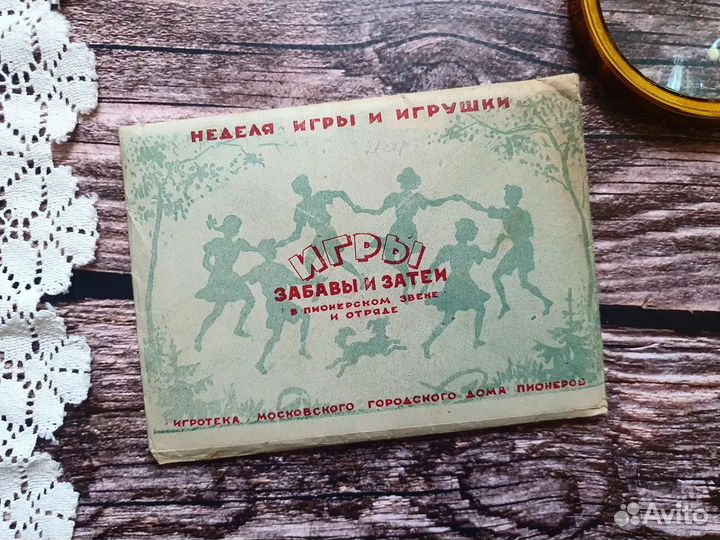 НЕДЕЛЯ ИГРЫ И ИГРУШКИ
ИГРЫ
ЗАБАВЫ И ЗАТЕИ
В ПИОНЕРСКОМ ЗВЕНЕ
И ОТРЯДЕ
ИГРОТЕКА МОСКОВСКОГО ГОРОДСКОГО ДОМА ПИОНЕРОВ
Avito